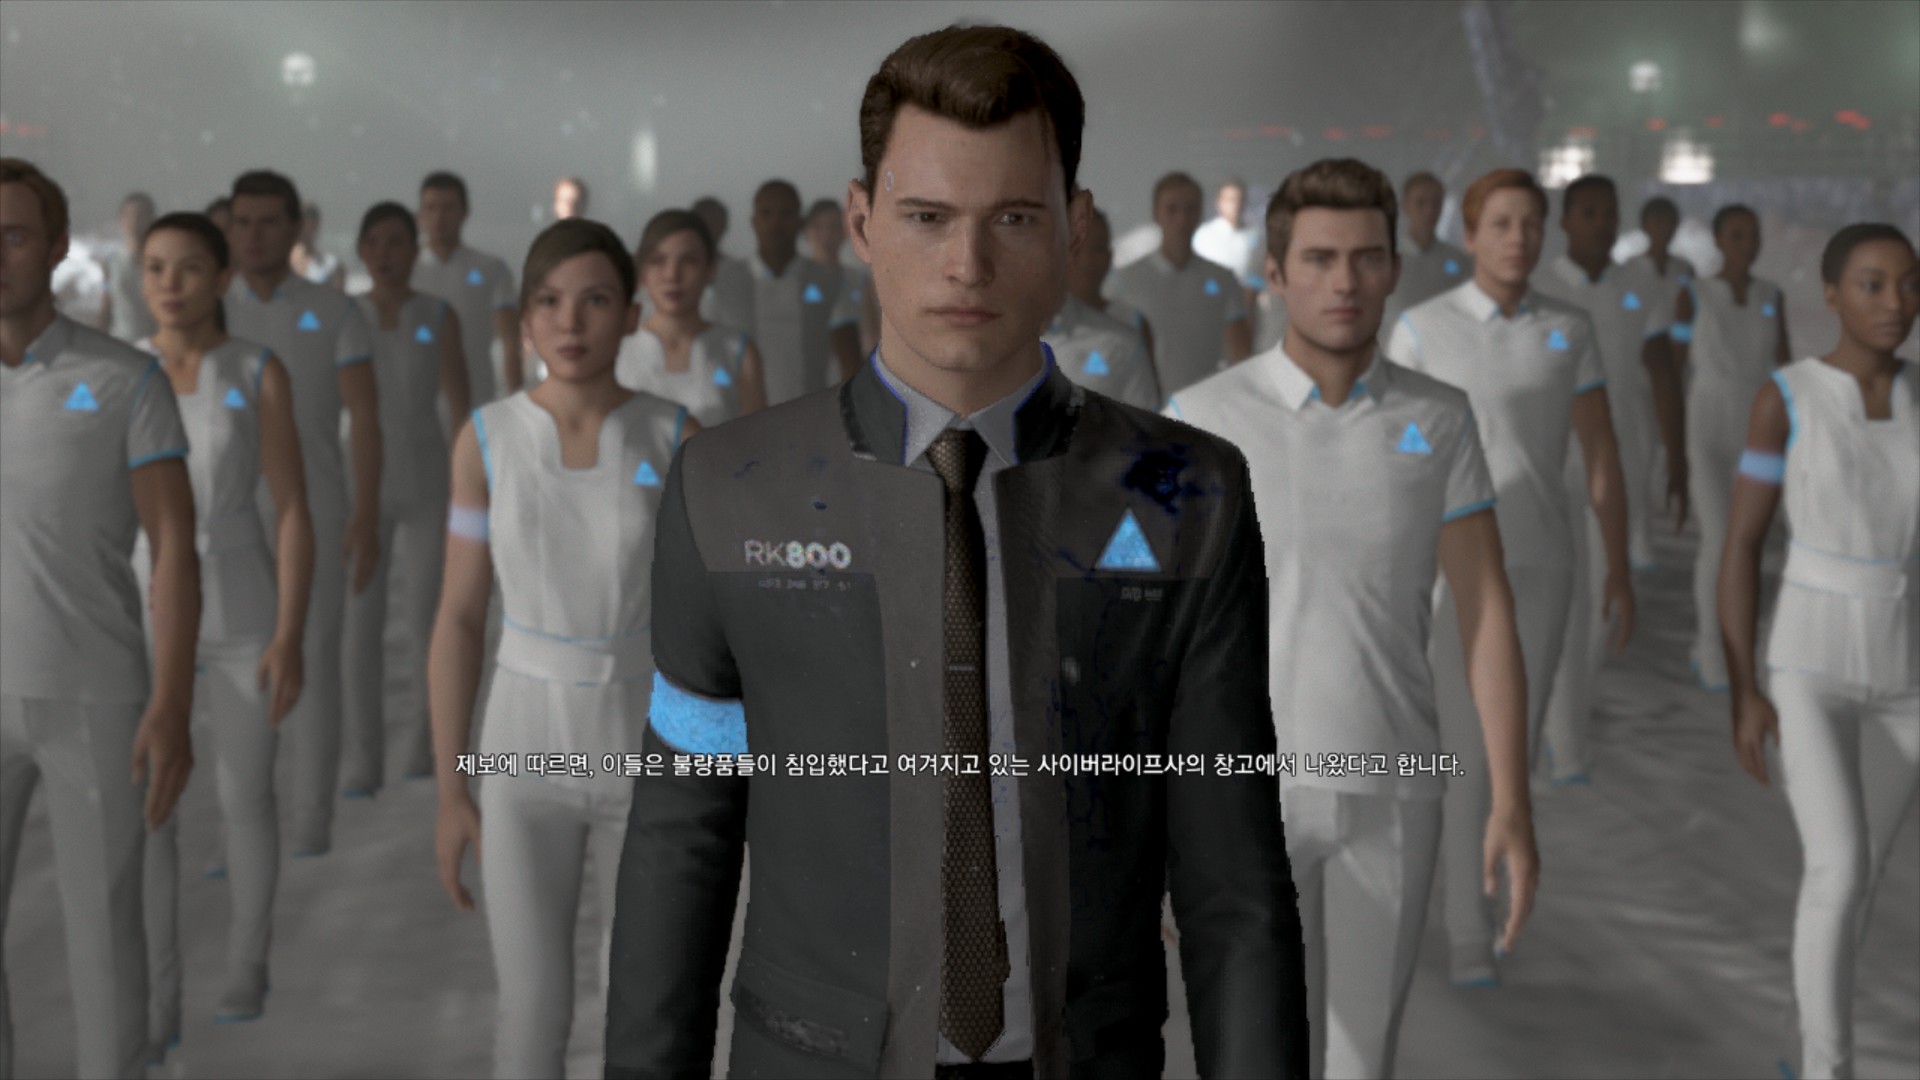 RK800
제보에 따르면, 이들은 불량품들이 침입했다고 여겨지고 있는 사이버라이프사의 창고에서 나왔다고 합니다.